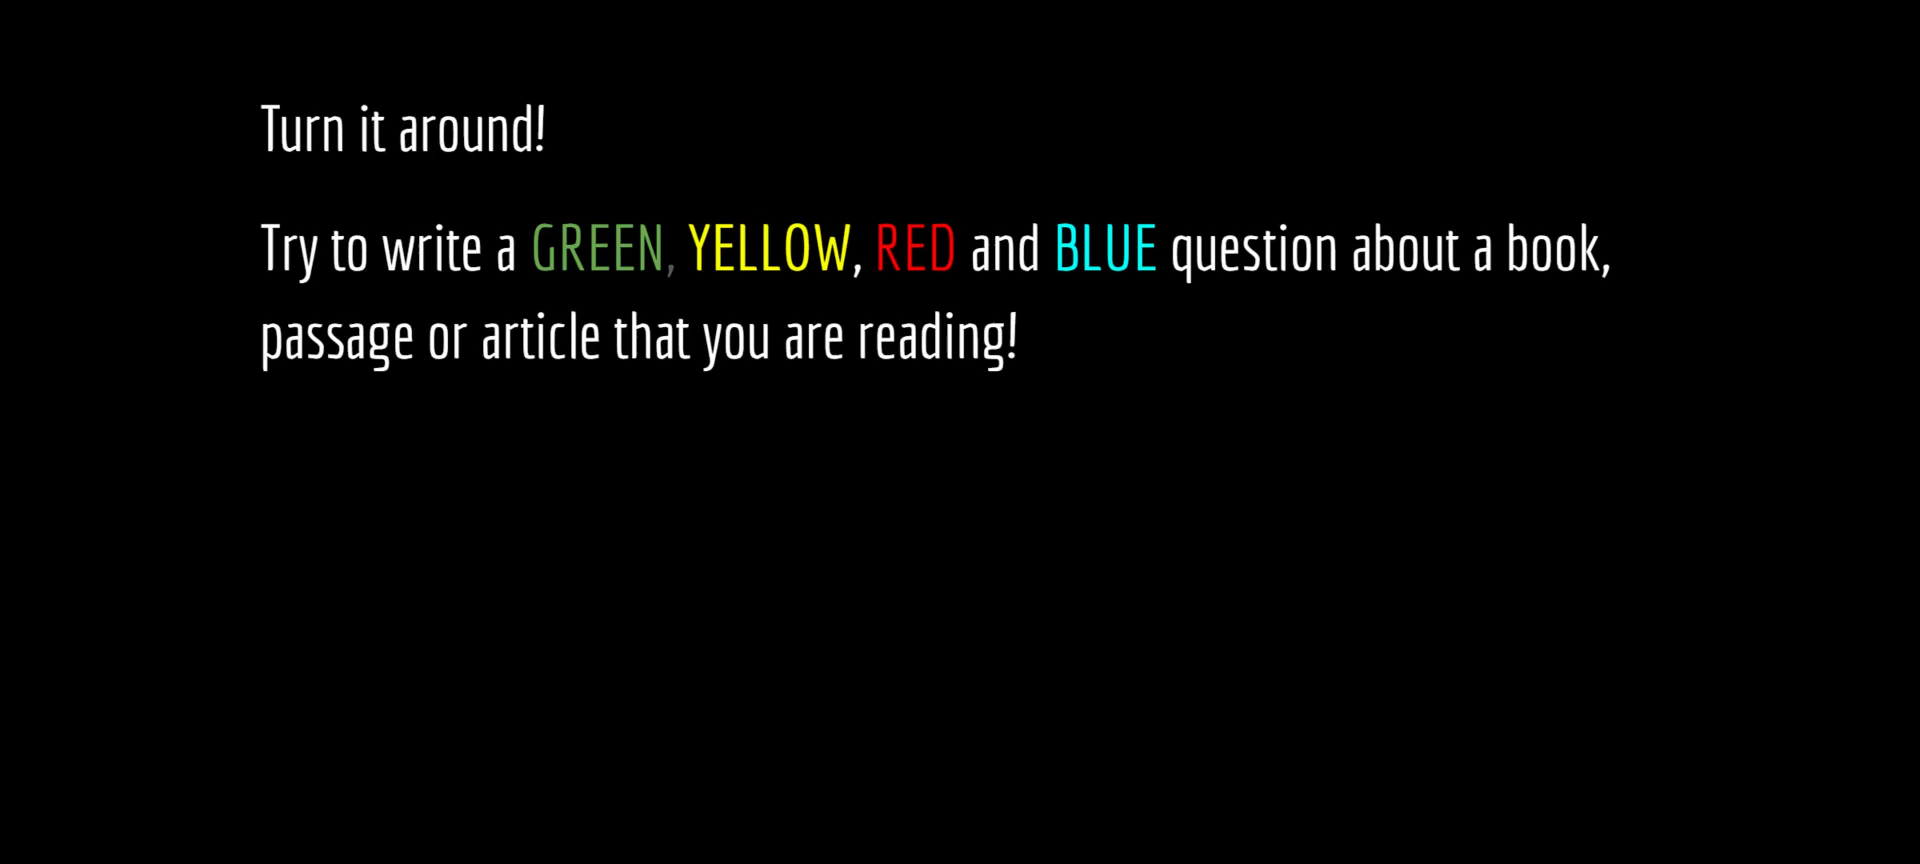 Turn it around!
Try to write a GREEN, YELLOW, RED and BLUE question about a book,
passage or article that you are reading!